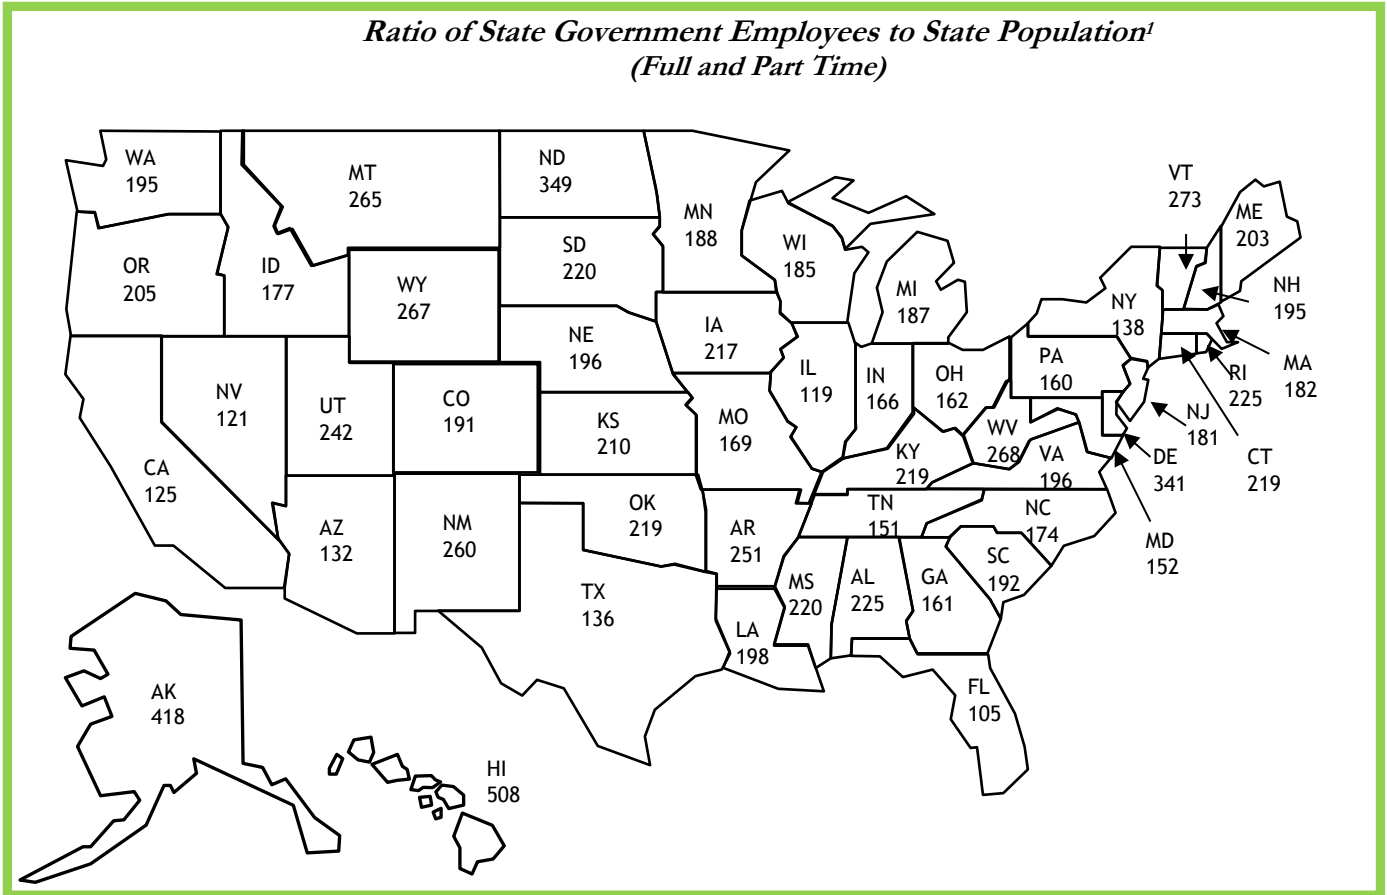 Ratio of State Government Employees to State Population¹
(Full and Part Time)
WA
195
MT
265
ND
349
MN
188
VT
273
ME
203
OR
205
ID
177
WY
267
SD
220
WI
185
MI
187
NY
138
NH
195
NV
121
UT
242
CO
191
NE
196
IA
217
IL
119
IN
166
OH
162
PA
160
RI
225
MA
182
CA
125
KS
210
MO
169
KY
219
WV
268
VA
196
NJ
181
DE
341
CT
219
AZ
132
NM
260
OK
219
AR
251
TN
151
NC
174
MD
152
TX
136
LA
198
MS
220
AL
225
GA
161
SC
192
AK
418
HI
508
FL
105